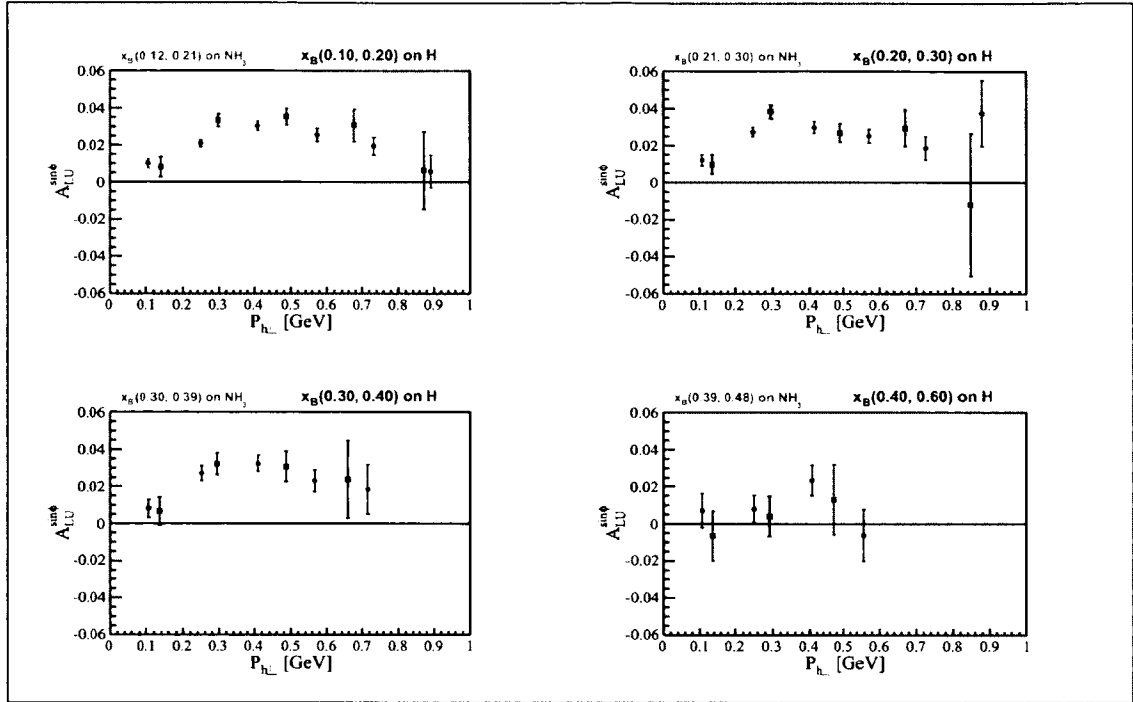 x_B(0.12, 0.21) on NH_3 x_B(0.10, 0.20) on H
A_LU^sinφ
0.06
0.04
0.02
0
-0.02
-0.04
-0.06
0 0.1 0.2 0.3 0.4 0.5 0.6 0.7 0.8 0.9 1
P_h⊥ [GeV]
x_B(0.21, 0.30) on NH_3 x_B(0.20, 0.30) on H
A_LU^sinφ
0.06
0.04
0.02
0
-0.02
-0.04
-0.06
0 0.1 0.2 0.3 0.4 0.5 0.6 0.7 0.8 0.9 1
P_h⊥ [GeV]
x_B(0.30, 0.39) on NH_3 x_B(0.30, 0.40) on H
A_LU^sinφ
0.06
0.04
0.02
0
-0.02
-0.04
-0.06
0 0.1 0.2 0.3 0.4 0.5 0.6 0.7 0.8 0.9 1
P_h⊥ [GeV]
x_B(0.39, 0.48) on NH_3 x_B(0.40, 0.60) on H
A_LU^sinφ
0.06
0.04
0.02
0
-0.02
-0.04
-0.06
0 0.1 0.2 0.3 0.4 0.5 0.6 0.7 0.8 0.9 1
P_h⊥ [GeV]